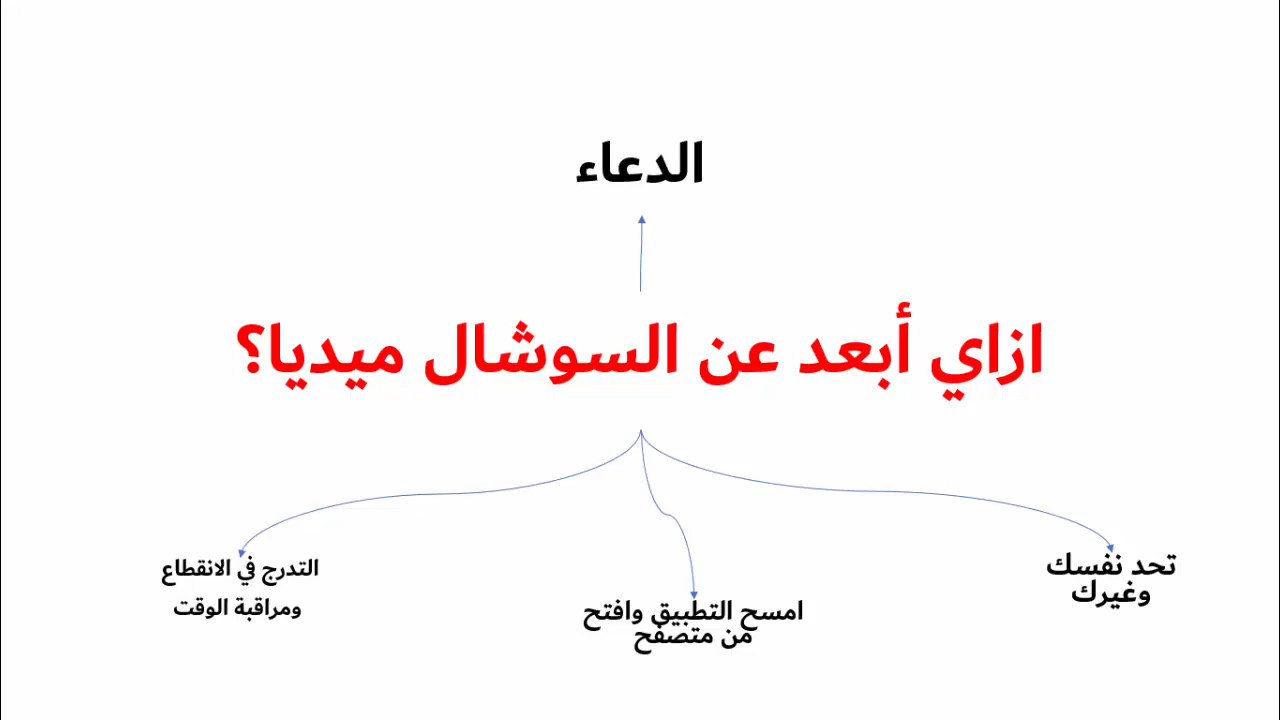 الدعاء
ازاي أبعد عن السوشال ميديا؟
تحد نفسك
وغيرك
امسح التطبيق وافتح
من متصفح
التدرج في الانقطاع
ومراقبة الوقت